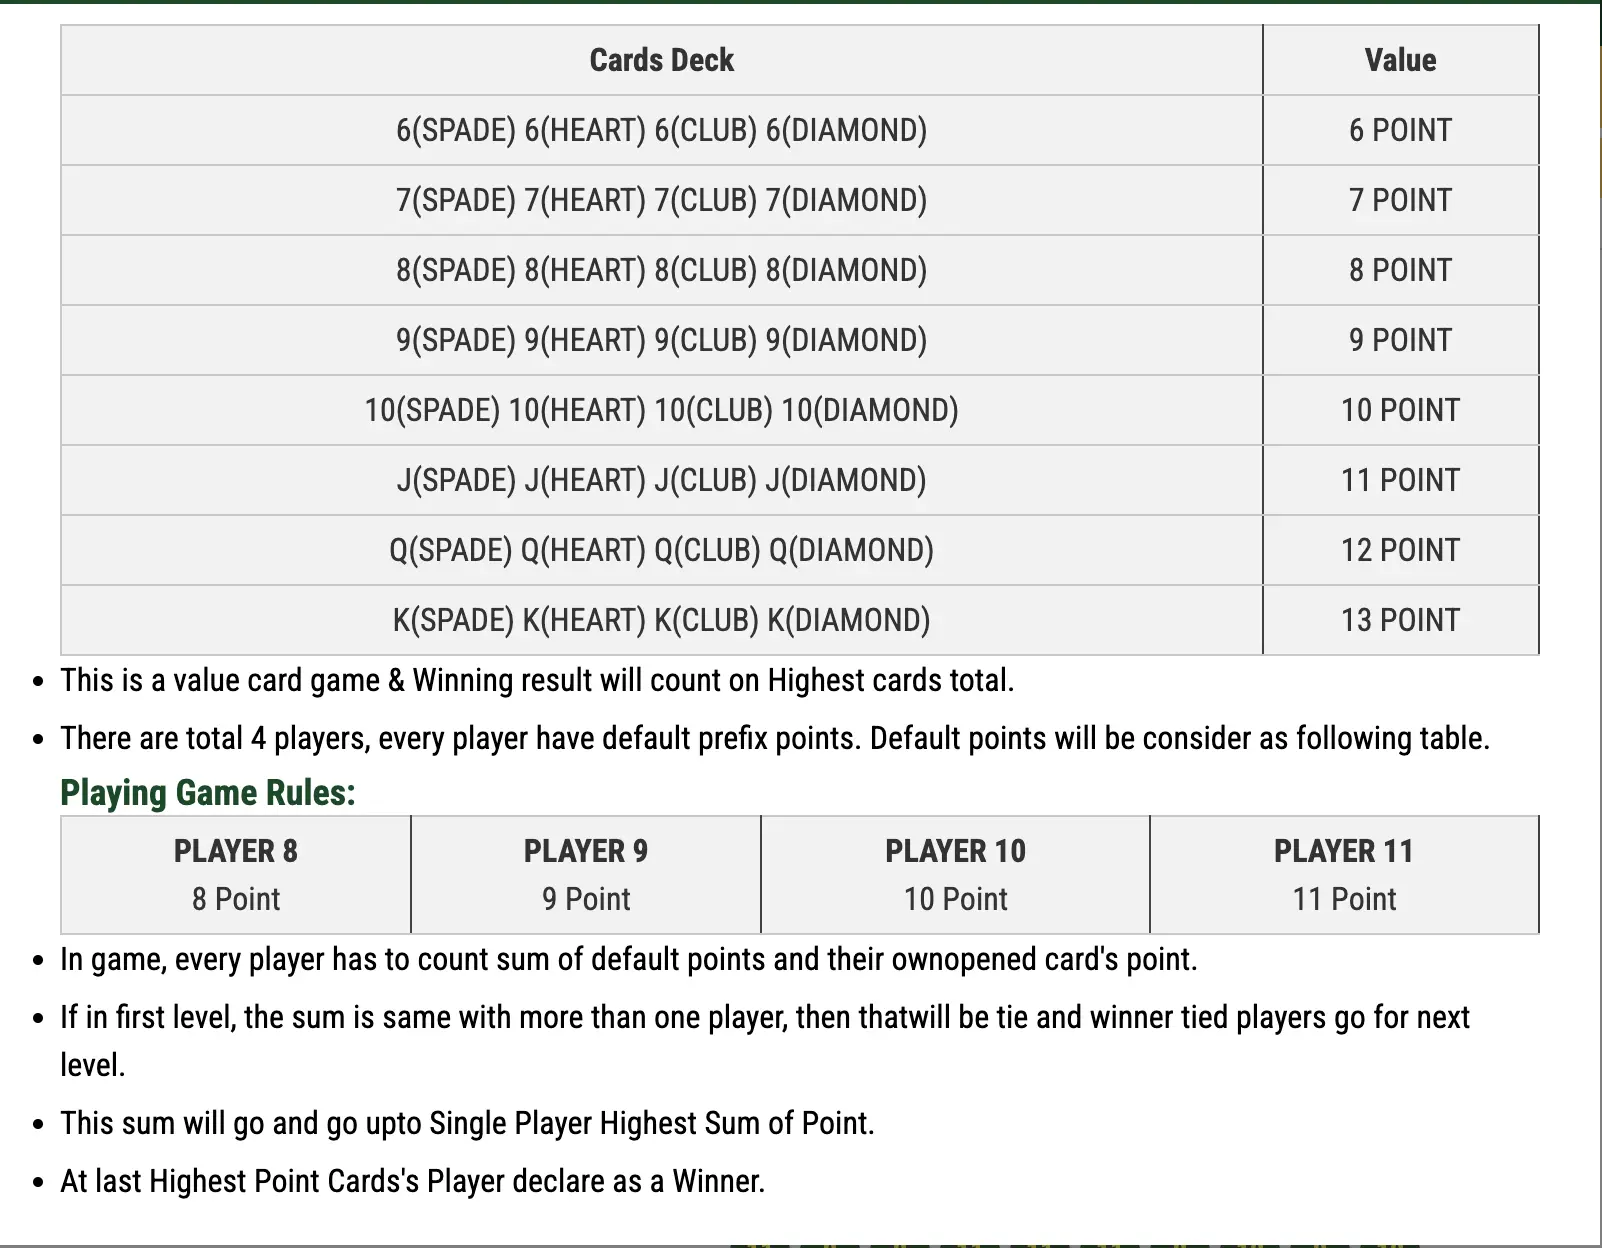 Cards Deck Value
6(SPADE) 6(HEART) 6(CLUB) 6(DIAMOND) 6 POINT
7(SPADE) 7(HEART) 7(CLUB) 7(DIAMOND) 7 POINT
8(SPADE) 8(HEART) 8(CLUB) 8(DIAMOND) 8 POINT
9(SPADE) 9(HEART) 9(CLUB) 9(DIAMOND) 9 POINT
10(SPADE) 10(HEART) 10(CLUB) 10(DIAMOND) 10 POINT
J(SPADE) J(HEART) J(CLUB) J(DIAMOND) 11 POINT
Q(SPADE) Q(HEART) Q(CLUB) Q(DIAMOND) 12 POINT
K(SPADE) K(HEART) K(CLUB) K(DIAMOND) 13 POINT
• This is a value card game & Winning result will count on Highest cards total.
• There are total 4 players, every player have default prefix points. Default points will be consider as following table.
Playing Game Rules:
PLAYER 8 PLAYER 9 PLAYER 10 PLAYER 11
8 Point 9 Point 10 Point 11 Point
• In game, every player has to count sum of default points and their ownopened card's point.
• If in first level, the sum is same with more than one player, then thatwill be tie and winner tied players go for next
level.
• This sum will go and go upto Single Player Highest Sum of Point.
• At last Highest Point Cards's Player declare as a Winner.